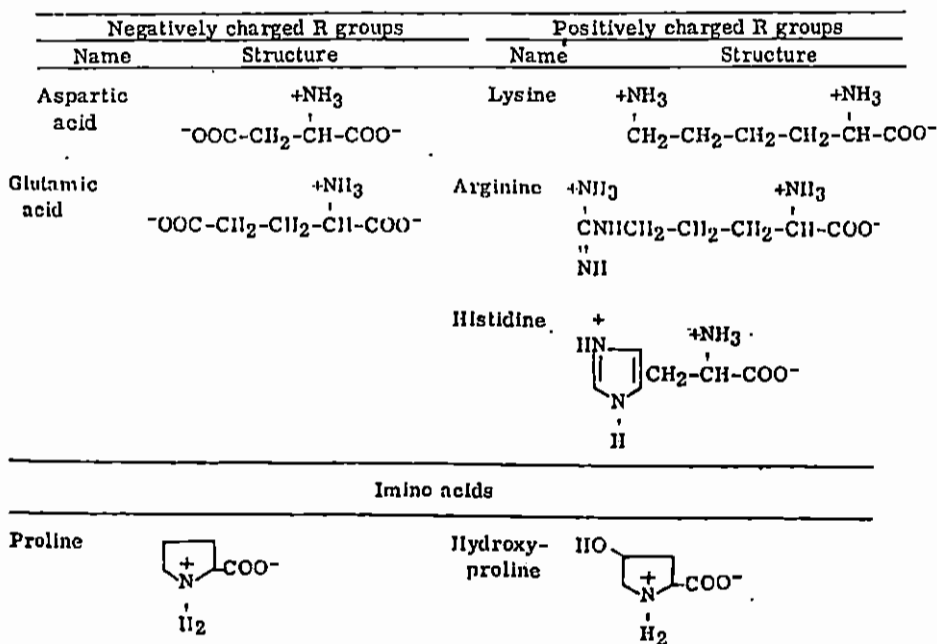 Negatively charged R groups Positively charged R groups
Name Structure Name Structure
Aspartic acid
+NH3
-OOC-CH2-CH-COO-
Lysine
+NH3 +NH3
CH2-CH2-CH2-CH2-CH-COO-
Glutamic acid
+NH3
-OOC-CH2-CH2-CH-COO-
Arginine
+NH3 +NH3
C NHCH2-CH2-CH2-CH-COO-
NH
Histidine
+
HN
+NH3
CH2-CH-COO-
N
H
Imino acids
Proline
+
N
COO-
H2
Hydroxy-
proline
HO
+
N
COO-
H2